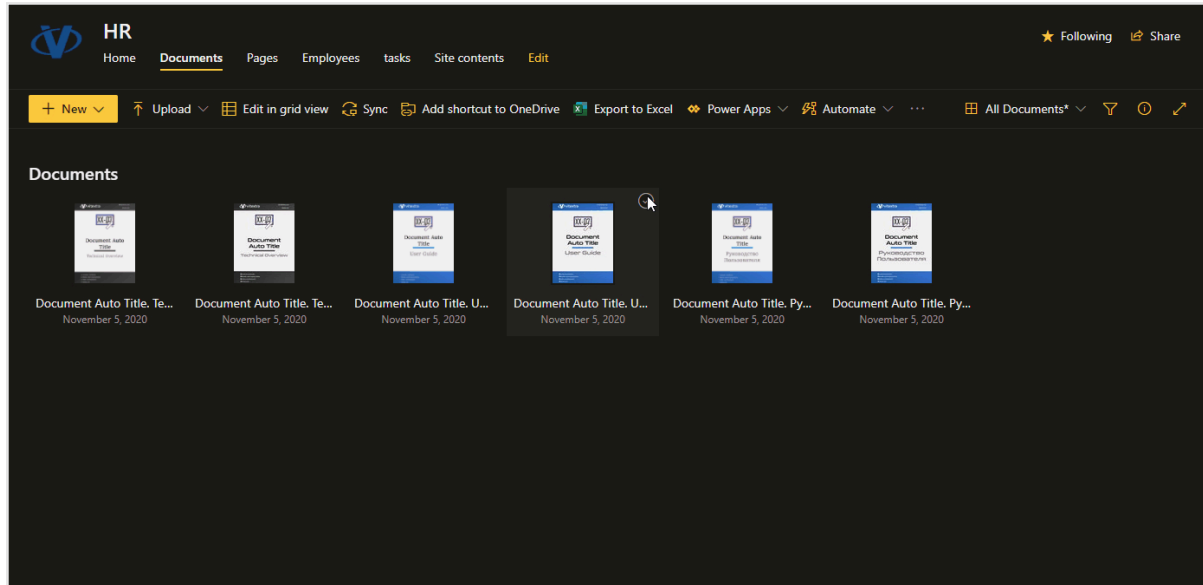 HR
Following Share
Home Documents Pages Employees tasks Site contents Edit
New Upload Edit in grid view Sync Add shortcut to OneDrive Export to Excel Power Apps Automate ··· All Documents*
Documents
Document Auto Title
Document Auto Title
Technical Overview
Document Auto Title
User Guide
Document Auto Title
User Guide
Document Auto Title
Руководство Пользователя
Document Auto Title
Руководство Пользователя
Document Auto Title. Te... Document Auto Title. Te... Document Auto Title. U... Document Auto Title. U... Document Auto Title. Ру... Document Auto Title. Ру...
November 5, 2020 November 5, 2020 November 5, 2020 November 5, 2020 November 5, 2020 November 5, 2020